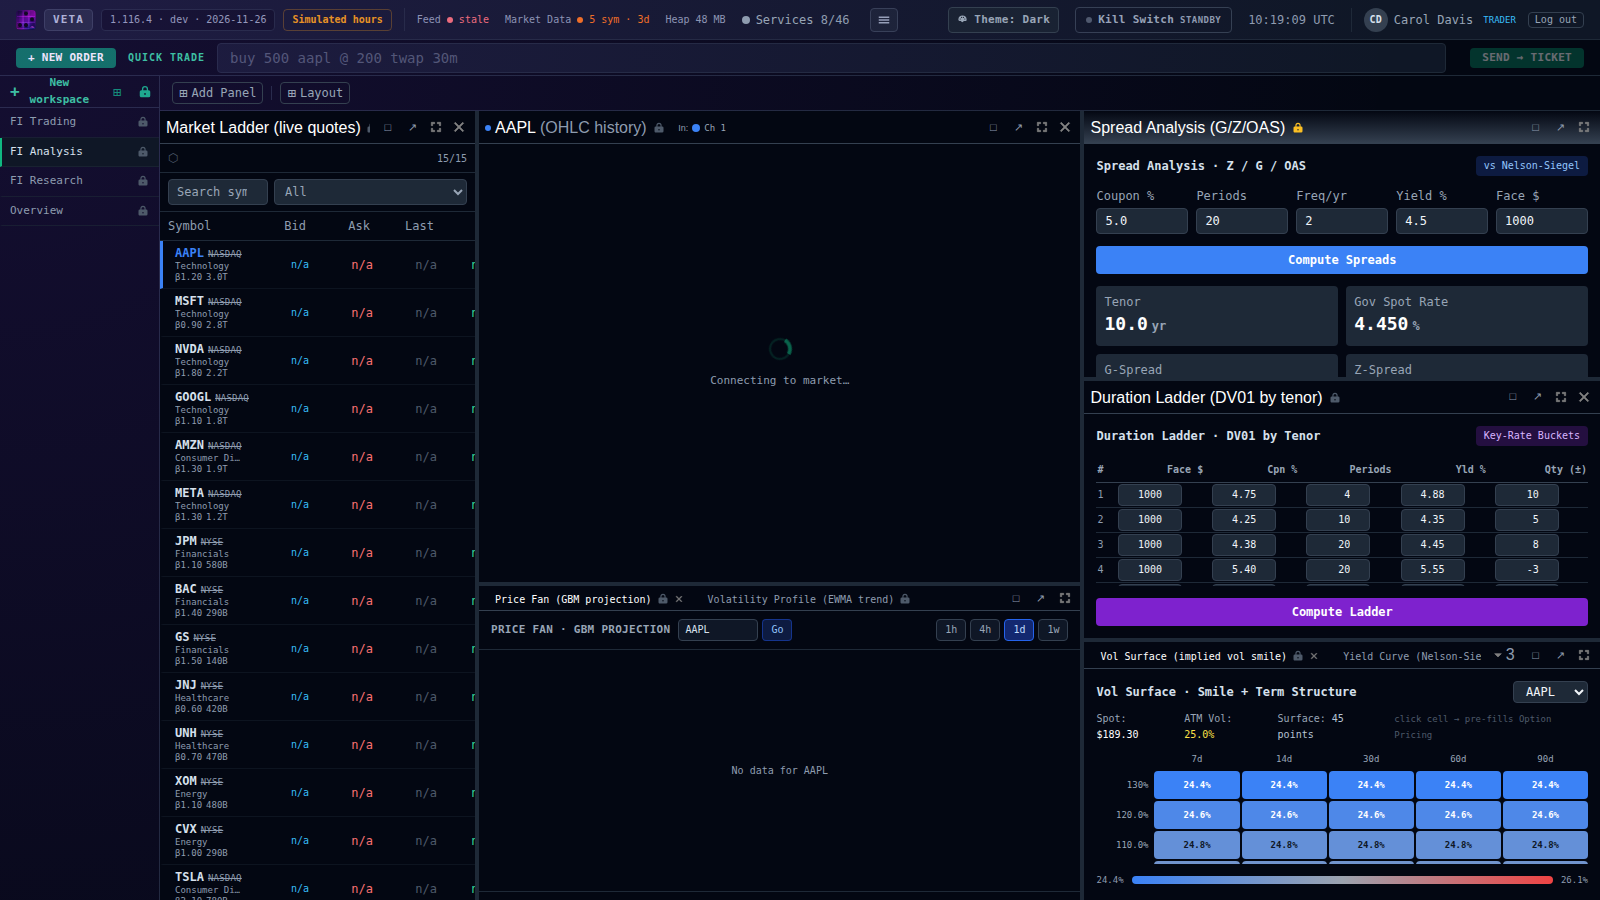 VETA 1.116.4 · dev · 2026-11-26 Simulated hours Feed stale Market Data 5 sym · 3d Heap 48 MB Services 8/46 Theme: Dark Kill Switch STANDBY 10:19:09 UTC CD Carol Davis TRADER Log out
+ NEW ORDER QUICK TRADE buy 500 aapl @ 200 twap 30m SEND → TICKET
+ New workspace
FI Trading
FI Analysis
FI Research
Overview
Add Panel Layout
Market Ladder (live quotes)
15/15
Search sym All
Symbol Bid Ask Last
AAPL NASDAQ n/a n/a n/a
Technology
β1.20 3.0T
MSFT NASDAQ n/a n/a n/a
Technology
β0.90 2.8T
NVDA NASDAQ n/a n/a n/a
Technology
β1.80 2.2T
GOOGL NASDAQ n/a n/a n/a
Technology
β1.10 1.8T
AMZN NASDAQ n/a n/a n/a
Consumer Di…
β1.30 1.9T
META NASDAQ n/a n/a n/a
Technology
β1.30 1.2T
JPM NYSE n/a n/a n/a
Financials
β1.10 580B
BAC NYSE n/a n/a n/a
Financials
β1.40 290B
GS NYSE n/a n/a n/a
Financials
β1.50 140B
JNJ NYSE n/a n/a n/a
Healthcare
β0.60 420B
UNH NYSE n/a n/a n/a
Healthcare
β0.70 470B
XOM NYSE n/a n/a n/a
Energy
β1.10 480B
CVX NYSE n/a n/a n/a
Energy
β1.00 290B
TSLA NASDAQ n/a n/a n/a
Consumer Di…
AAPL (OHLC history) In: Ch 1
Connecting to market…
Price Fan (GBM projection) Volatility Profile (EWMA trend)
PRICE FAN · GBM PROJECTION AAPL Go 1h 4h 1d 1w
No data for AAPL
Spread Analysis (G/Z/OAS)
Spread Analysis · Z / G / OAS vs Nelson-Siegel
Coupon % Periods Freq/yr Yield % Face $
5.0 20 2 4.5 1000
Compute Spreads
Tenor Gov Spot Rate
10.0 yr 4.450 %
G-Spread Z-Spread
Duration Ladder (DV01 by tenor)
Duration Ladder · DV01 by Tenor Key-Rate Buckets
# Face $ Cpn % Periods Yld % Qty (±)
1 1000 4.75 4 4.88 10
2 1000 4.25 10 4.35 5
3 1000 4.38 20 4.45 8
4 1000 5.40 20 5.55 -3
Compute Ladder
Vol Surface (implied vol smile) Yield Curve (Nelson-Sie 3
Vol Surface · Smile + Term Structure AAPL
Spot: ATM Vol: Surface: 45 click cell → pre-fills Option
$189.30 25.0% points Pricing
7d 14d 30d 60d 90d
130% 24.4% 24.4% 24.4% 24.4% 24.4%
120.0% 24.6% 24.6% 24.6% 24.6% 24.6%
110.0% 24.8% 24.8% 24.8% 24.8% 24.8%
24.4% 26.1%